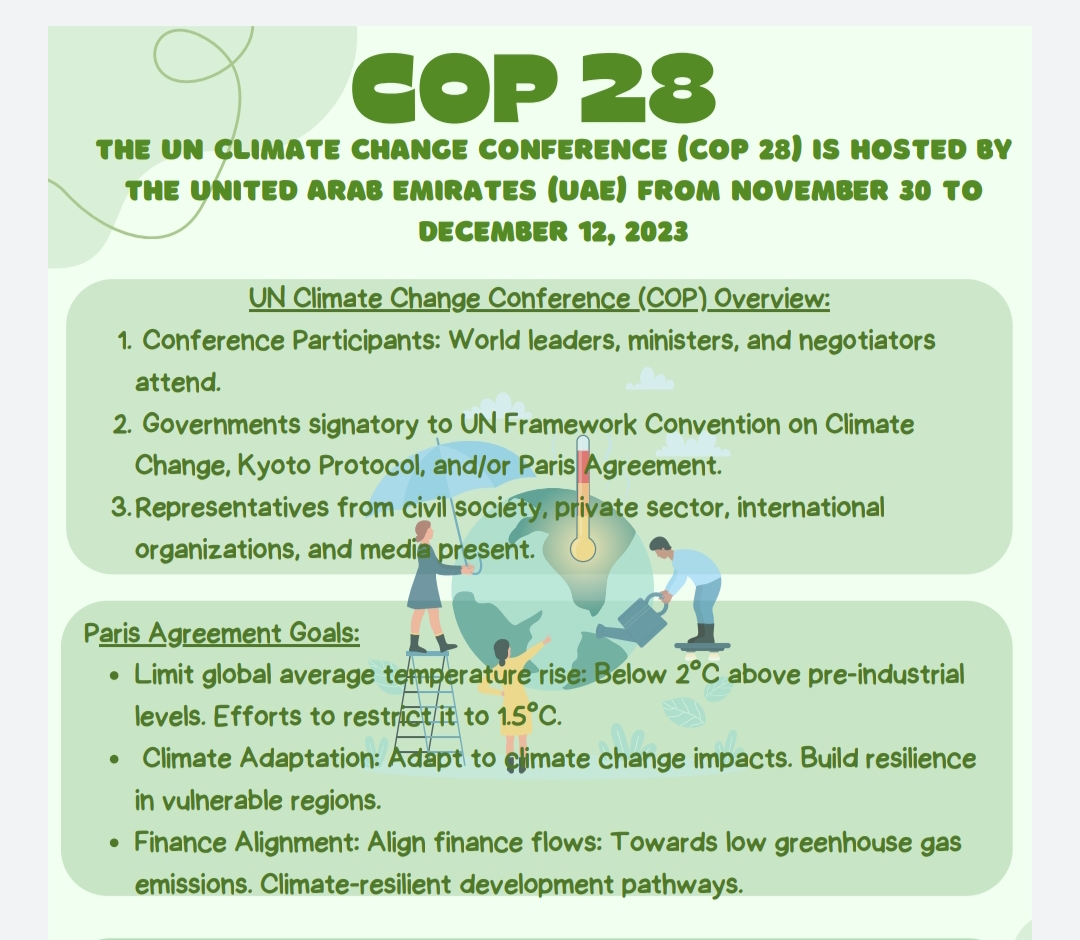 COP 28
THE UN CLIMATE CHANGE CONFERENCE (COP 28) IS HOSTED BY
THE UNITED ARAB EMIRATES (UAE) FROM NOVEMBER 30 TO
DECEMBER 12, 2023
UN Climate Change Conference (COP) Overview:
1. Conference Participants: World leaders, ministers, and negotiators
attend.
2. Governments signatory to UN Framework Convention on Climate
Change, Kyoto Protocol, and/or Paris Agreement.
3. Representatives from civil society, private sector, international
organizations, and media present.
Paris Agreement Goals:
• Limit global average temperature rise: Below 2°C above pre-industrial
levels. Efforts to restrict it to 1.5°C.
• Climate Adaptation: Adapt to climate change impacts. Build resilience
in vulnerable regions.
• Finance Alignment: Align finance flows: Towards low greenhouse gas
emissions. Climate-resilient development pathways.